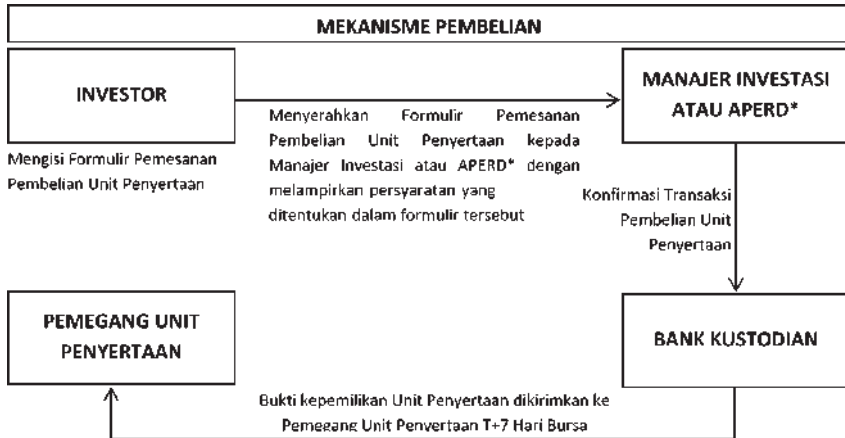 MEKANISME PEMBELIAN
INVESTOR
Mengisi Formulir Pemesanan
Pembelian Unit Penyertaan
Menyerahkan Formulir Pemesanan
Pembelian Unit Penyertaan kepada
Manajer Investasi atau APERD* dengan
melampirkan persyaratan yang
ditentukan dalam formulir tersebut
MANAJER INVESTASI
ATAU APERD*
Konfirmasi Transaksi
Pembelian Unit
Penyertaan
BANK KUSTODIAN
PEMEGANG UNIT
PENYERTAAN
Bukti kepemilikan Unit Penyertaan dikirimkan ke
Pemegang Unit Penyertaan T+7 Hari Bursa